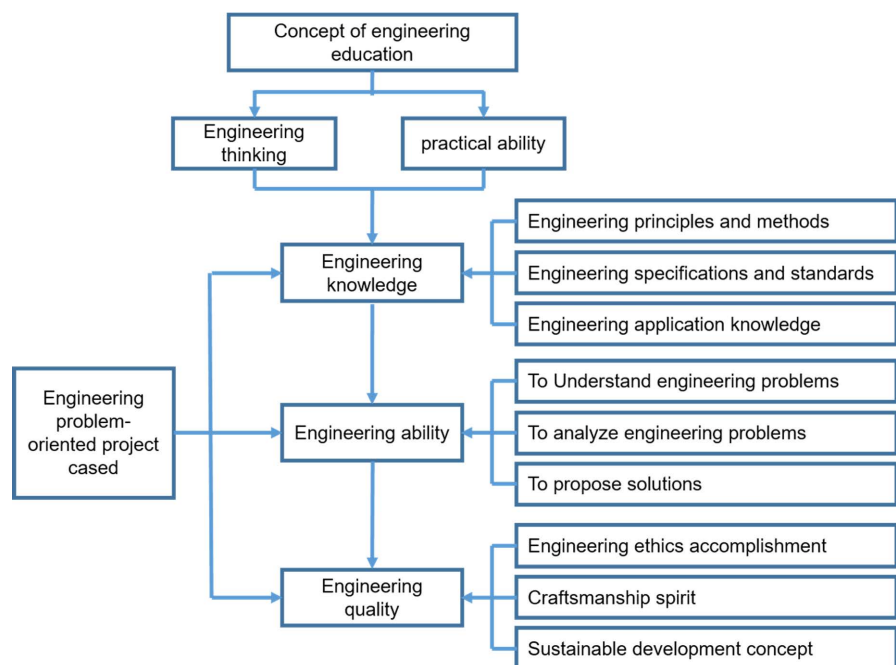 Concept of engineering
education
Engineering
thinking
practical ability
Engineering
knowledge
Engineering principles and methods
Engineering specifications and standards
Engineering application knowledge
Engineering
problem-
oriented project
cased
Engineering ability
To Understand engineering problems
To analyze engineering problems
To propose solutions
Engineering
quality
Engineering ethics accomplishment
Craftsmanship spirit
Sustainable development concept